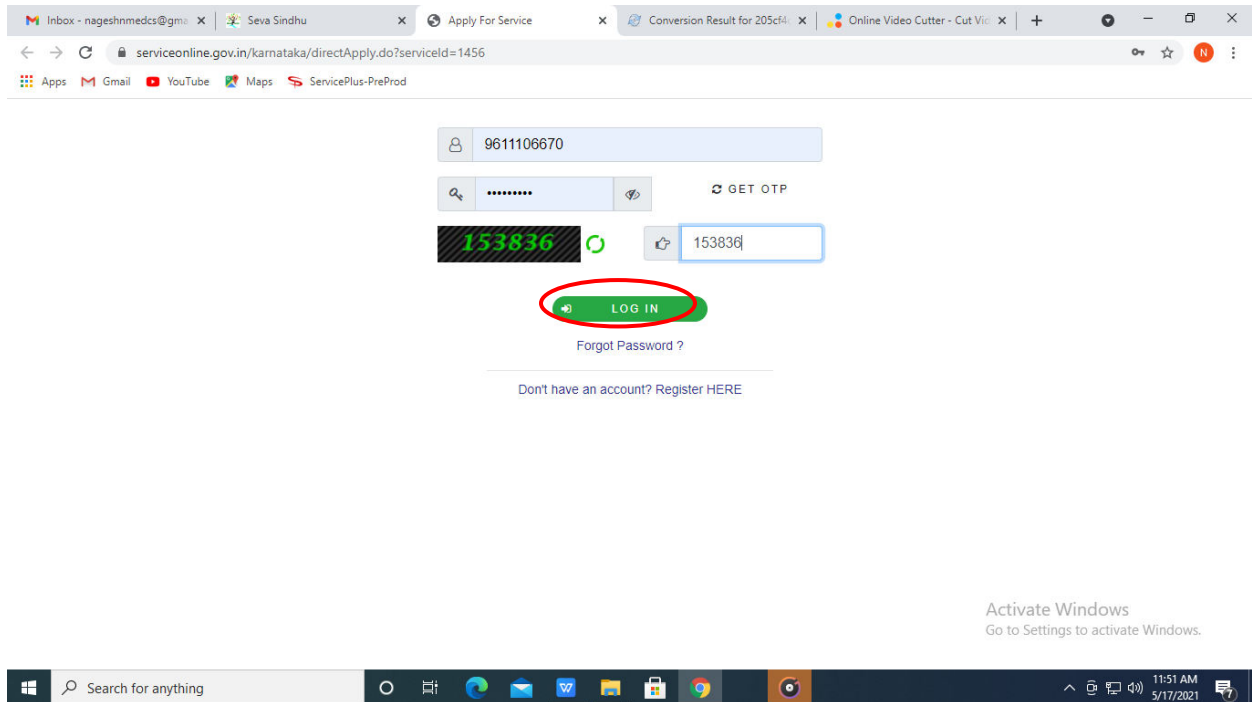 Inbox - nageshnmedcs@gma
Seva Sindhu
Apply For Service
Conversion Result for 205cf4
Online Video Cutter - Cut Vid
serviceonline.gov.in/karnataka/directApply.do?serviceId=1456
N
Apps
Gmail
YouTube
Maps
ServicePlus-PreProd
9611106670
•••••••••
GET OTP
153836
153836
LOG IN
Forgot Password ?
Don't have an account? Register HERE
Activate Windows
Go to Settings to activate Windows.
Search for anything
11:51 AM
5/17/2021
7